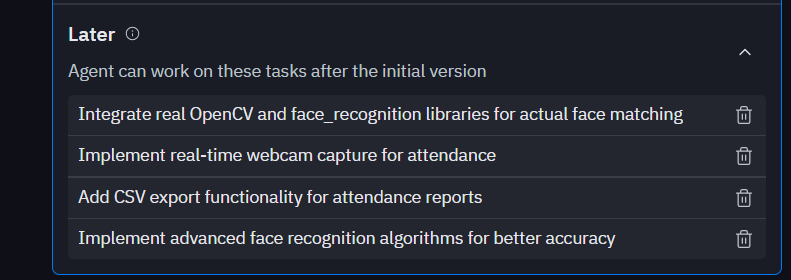 Later
Agent can work on these tasks after the initial version
Integrate real OpenCV and face_recognition libraries for actual face matching
Implement real-time webcam capture for attendance
Add CSV export functionality for attendance reports
Implement advanced face recognition algorithms for better accuracy